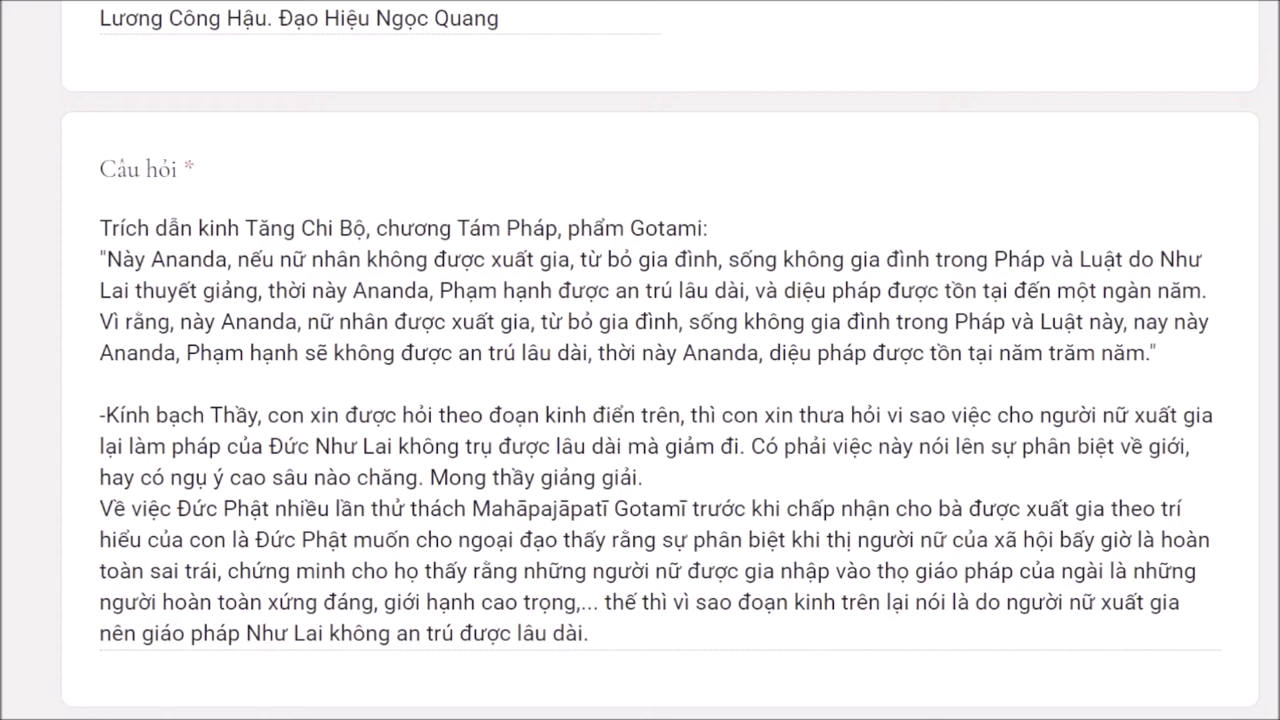 Lương Công Hậu. Đạo Hiệu Ngọc Quang
Câu hỏi *
Trích dẫn kinh Tăng Chi Bộ, chương Tám Pháp, phẩm Gotami:
"Này Ananda, nếu nữ nhân không được xuất gia, từ bỏ gia đình, sống không gia đình trong Pháp và Luật do Như
Lai thuyết giảng, thời này Ananda, Phạm hạnh được an trú lâu dài, và diệu pháp được tồn tại đến một ngàn năm.
Vì rằng, này Ananda, nữ nhân được xuất gia, từ bỏ gia đình, sống không gia đình trong Pháp và Luật này, nay này
Ananda, Phạm hạnh sẽ không được an trú lâu dài, thời này Ananda, diệu pháp được tồn tại năm trăm năm."
-Kính bạch Thầy, con xin được hỏi theo đoạn kinh điển trên, thì con xin thưa hỏi vi sao việc cho người nữ xuất gia
lại làm pháp của Đức Như Lai không trụ được lâu dài mà giảm đi. Có phải việc này nói lên sự phân biệt về giới,
hay có ngụ ý cao sâu nào chăng. Mong thầy giảng giải.
Về việc Đức Phật nhiều lần thử thách Mahāpajāpatī Gotamī trước khi chấp nhận cho bà được xuất gia theo trí
hiểu của con là Đức Phật muốn cho ngoại đạo thấy rằng sự phân biệt khi thị người nữ của xã hội bấy giờ là hoàn
toàn sai trái, chứng minh cho họ thấy rằng những người nữ được gia nhập vào thọ giáo pháp của ngài là những
người hoàn toàn xứng đáng, giới hạnh cao trọng,... thế thì vì sao đoạn kinh trên lại nói là do người nữ xuất gia
nên giáo pháp Như Lai không an trú được lâu dài.